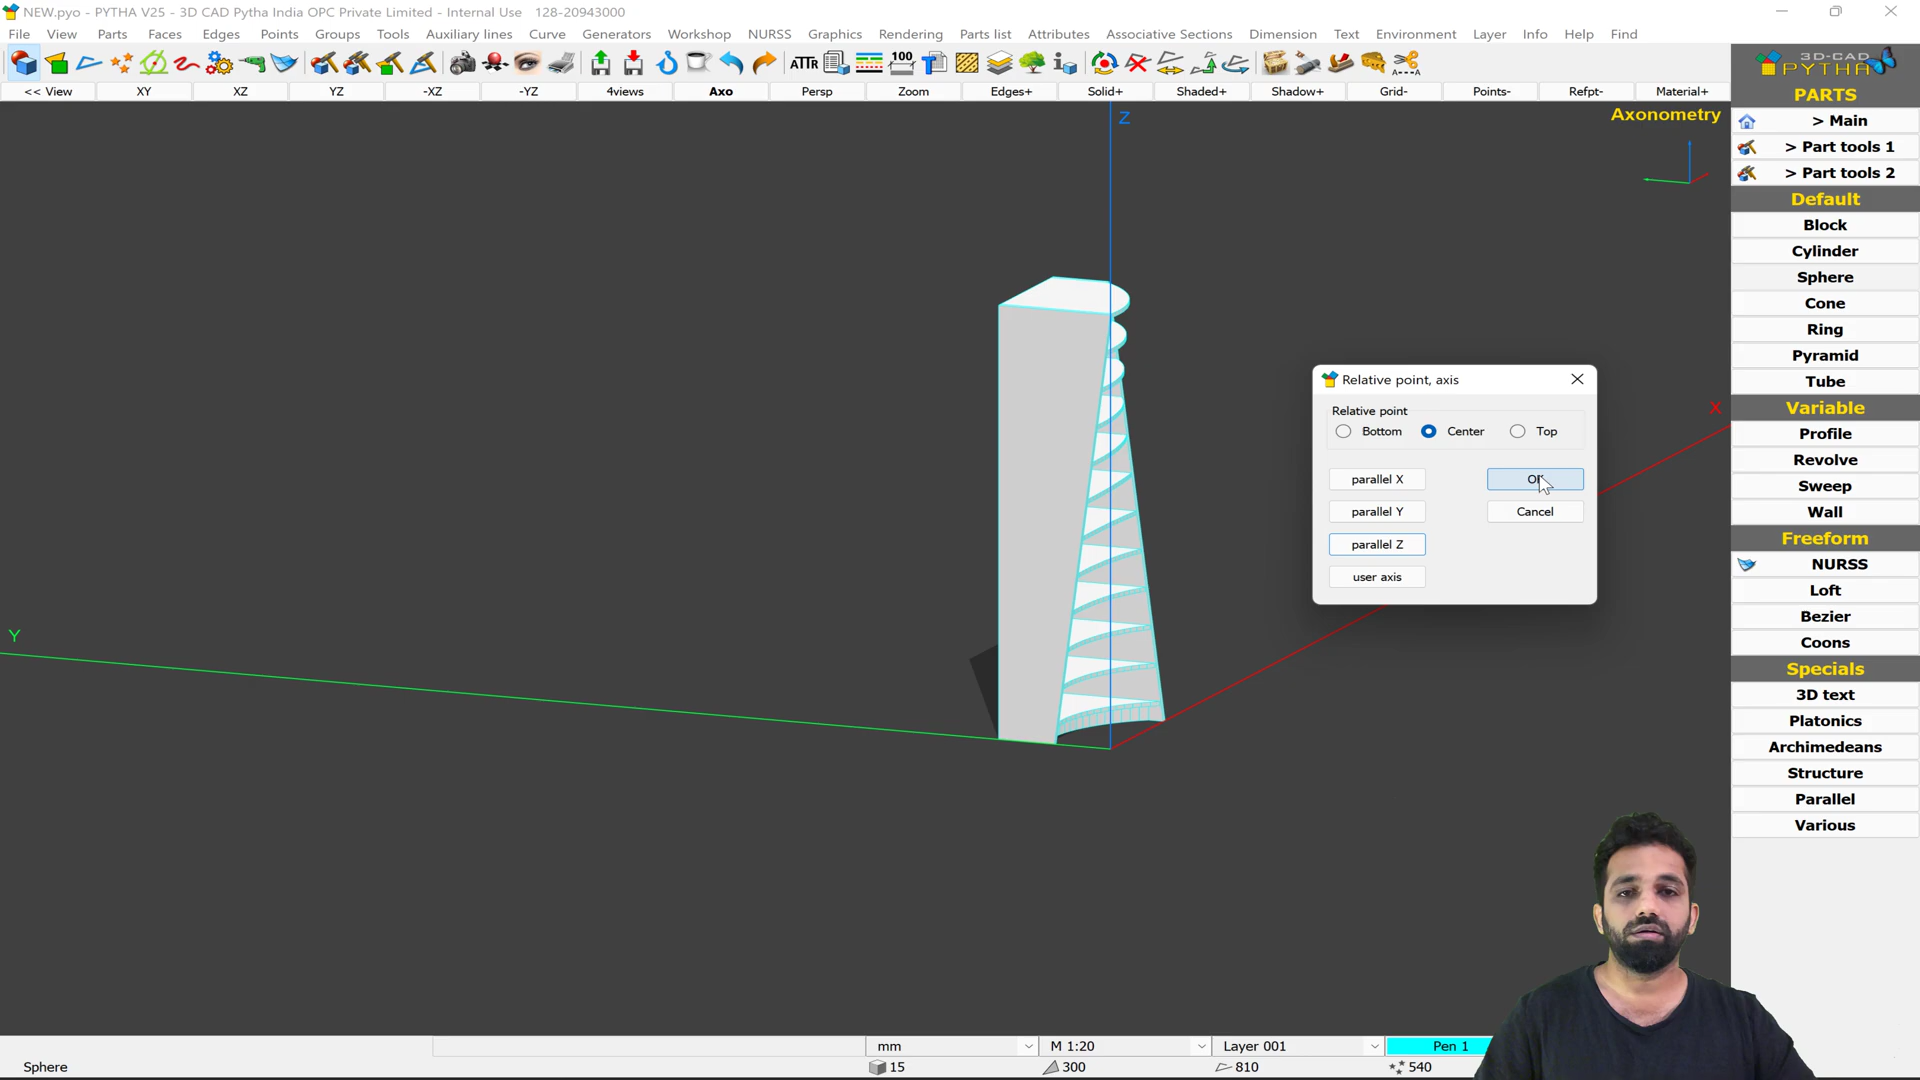 NEW.pyo - PYTHA V25 - 3D CAD Pytha India OPC Private Limited - Internal Use 128-20943000
File View Parts Faces Edges Points Groups Tools Auxiliary lines Curve Generators Workshop NURSS Graphics Rendering Parts list Attributes Associative Sections Dimension Text Environment Layer Info Help Find
ATTR 100
3D-CAD
PYTHA
<< View XY XZ YZ -XZ -YZ 4views Axo Persp Zoom Edges+ Solid+ Shaded+ Shadow+ Grid- Points- Refpt- Material+
PARTS
> Main
> Part tools 1
> Part tools 2
Default
Block
Cylinder
Sphere
Cone
Ring
Pyramid
Tube
Variable
Profile
Revolve
Sweep
Wall
Freeform
NURSS
Loft
Bezier
Coons
Specials
3D text
Platonics
Archimedeans
Structure
Parallel
Various
Axonometry
Z
X
Y
Relative point, axis
Relative point
Bottom Center Top
parallel X OK
parallel Y Cancel
parallel Z
user axis
mm M 1:20 Layer 001 Pen 1
Sphere 15 300 810 540